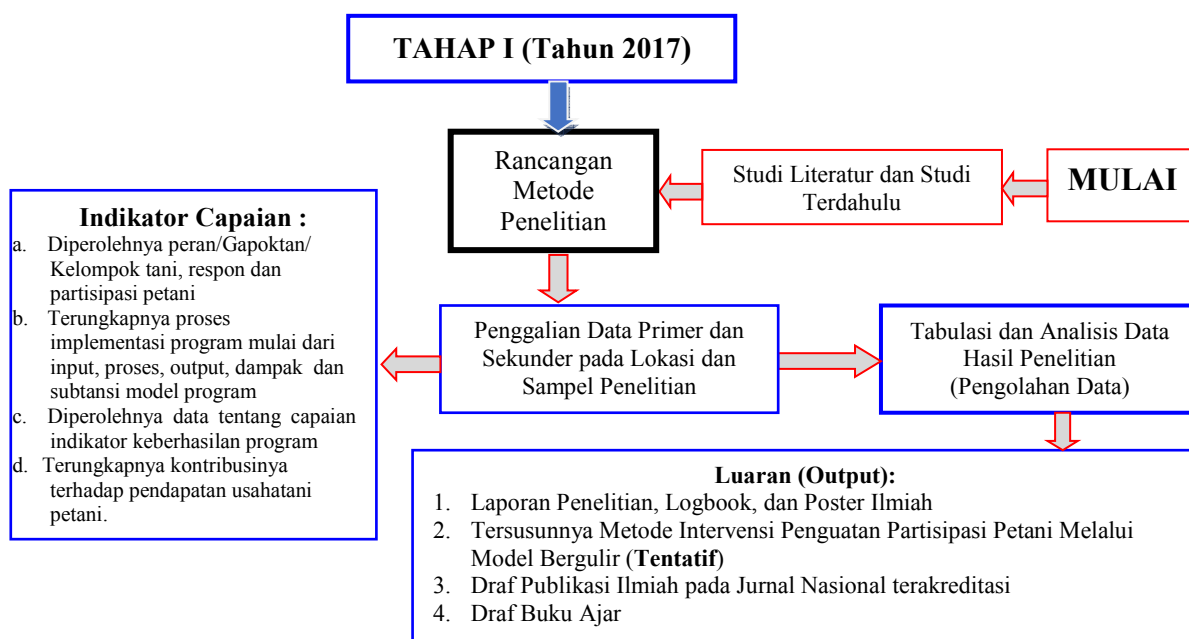 TAHAP I (Tahun 2017)
Rancangan
Metode
Penelitian
Studi Literatur dan Studi
Terdahulu
MULAI
Indikator Capaian :
a. Diperolehnya peran/Gapoktan/
Kelompok tani, respon dan
partisipasi petani
b. Terungkapnya proses
implementasi program mulai dari
input, proses, output, dampak dan
subtansi model program
c. Diperolehnya data tentang capaian
indikator keberhasilan program
d. Terungkapnya kontribusinya
terhadap pendapatan usahatani
petani.
Penggalian Data Primer dan
Sekunder pada Lokasi dan
Sampel Penelitian
Tabulasi dan Analisis Data
Hasil Penelitian
(Pengolahan Data)
Luaran (Output):
1. Laporan Penelitian, Logbook, dan Poster Ilmiah
2. Tersusunnya Metode Intervensi Penguatan Partisipasi Petani Melalui
Model Bergulir (Tentatif)
3. Draf Publikasi Ilmiah pada Jurnal Nasional terakreditasi
4. Draf Buku Ajar